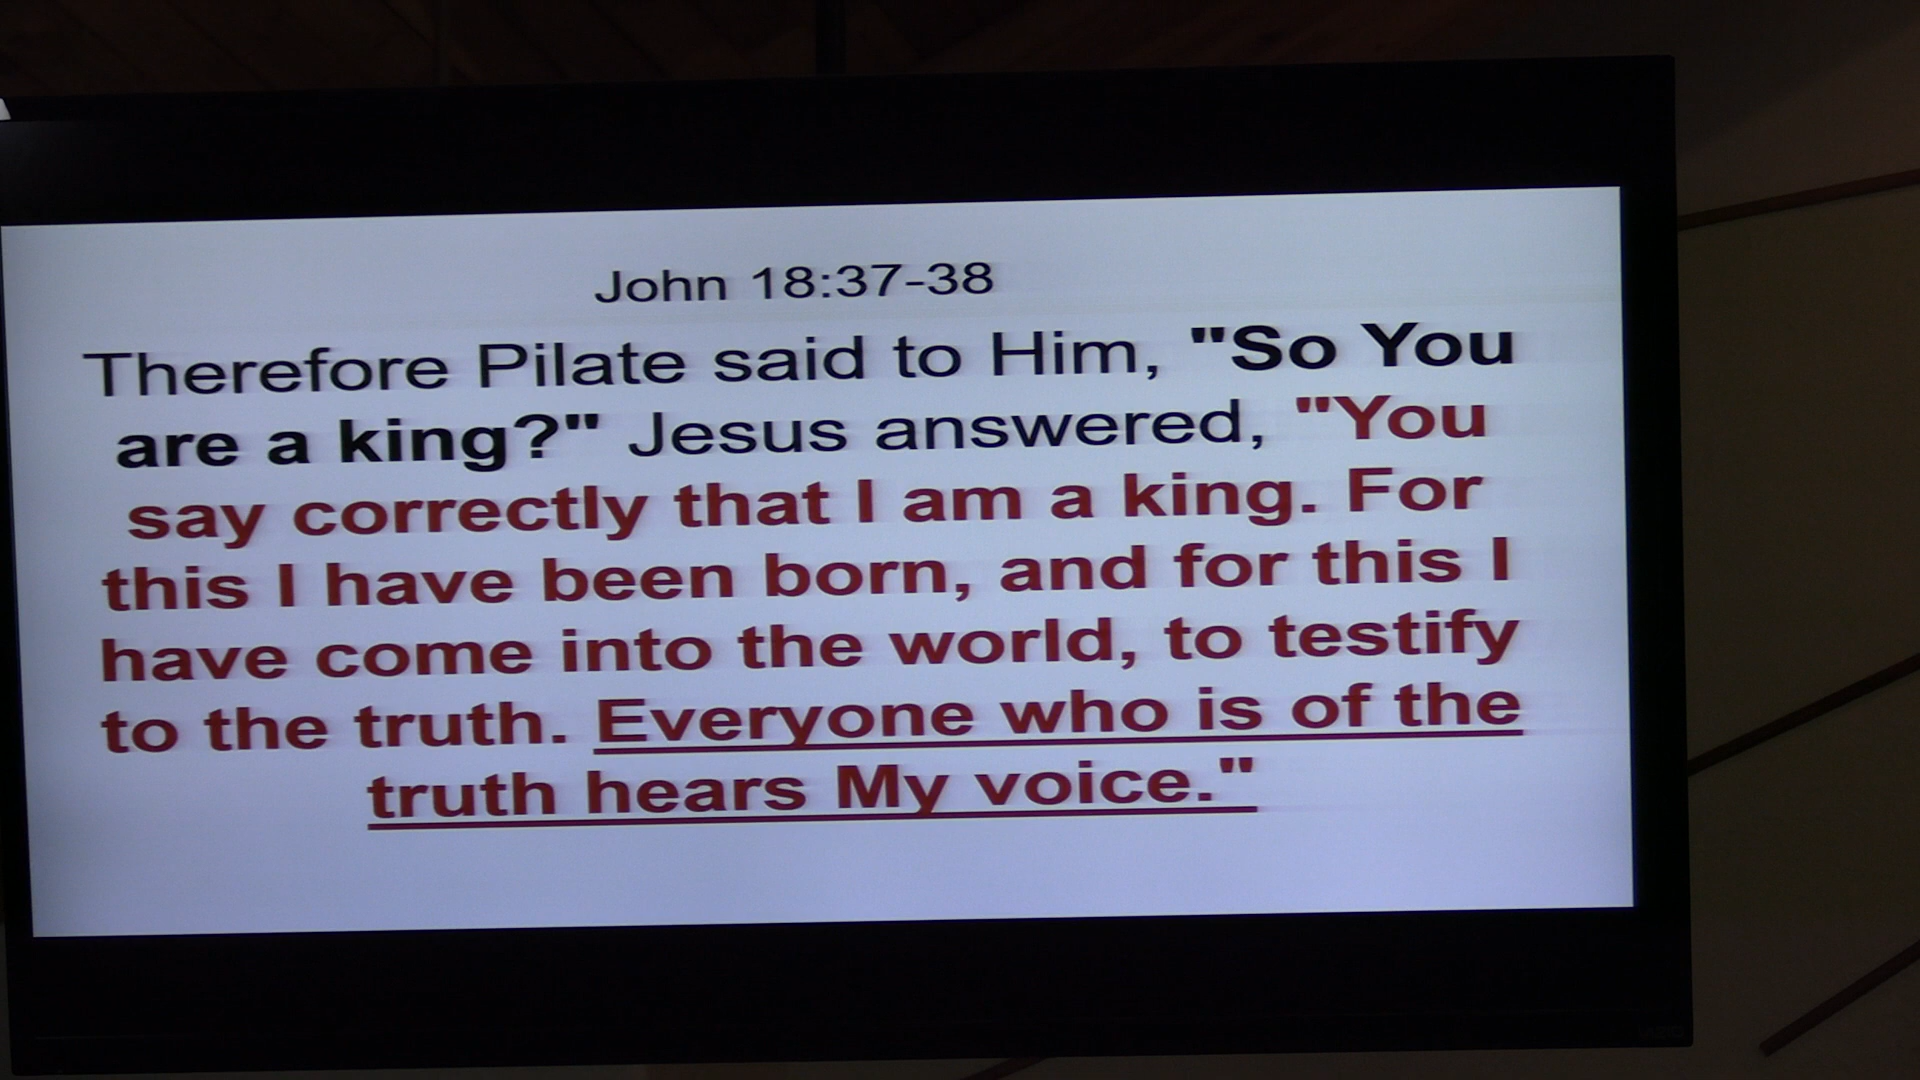 John 18:37-38
Therefore Pilate said to Him, "So You
are a king?" Jesus answered, "You
say correctly that I am a king. For
this I have been born, and for this I
have come into the world, to testify
to the truth. Everyone who is of the
truth hears My voice."